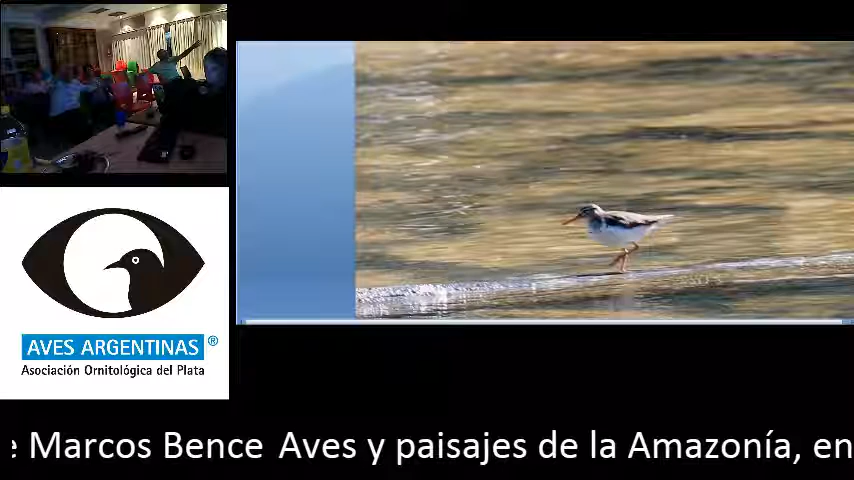 AVES ARGENTINAS®
Asociación Ornitológica del Plata
Marcos Bence Aves y paisajes de la Amazonía, en